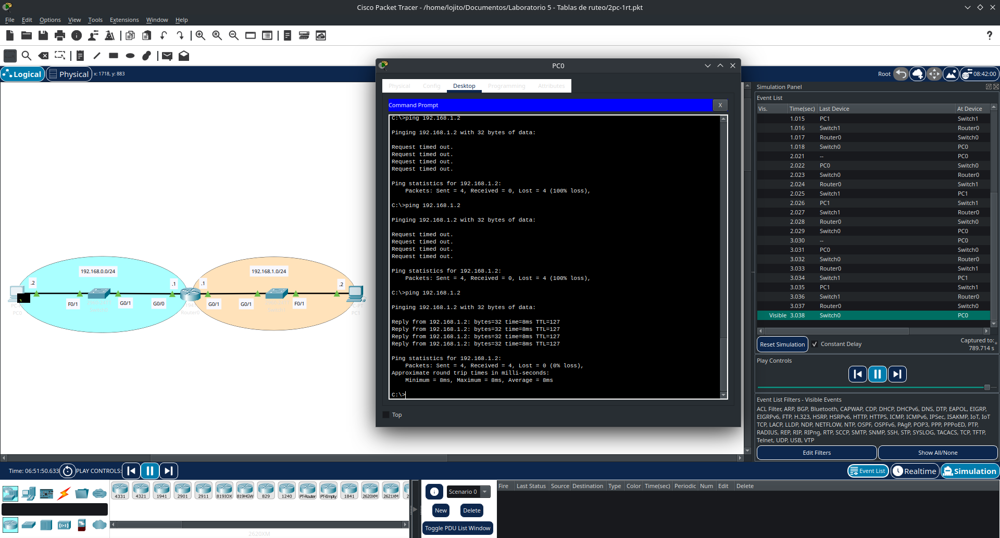 Cisco Packet Tracer - /home/lojito/Documentos/Laboratorio 5 - Tablas de ruteo/2pc-1rt.pkt
File Edit Options View Tools Extensions Window Help
Logical Physical x: 1718, y: 883
Root 08:42:00
PC0
Physical Config Desktop Programming Attributes
Command Prompt X
C:\>ping 192.168.1.2
Pinging 192.168.1.2 with 32 bytes of data:
Request timed out.
Request timed out.
Request timed out.
Request timed out.
Ping statistics for 192.168.1.2:
Packets: Sent = 4, Received = 0, Lost = 4 (100% loss),
C:\>ping 192.168.1.2
Pinging 192.168.1.2 with 32 bytes of data:
Request timed out.
Request timed out.
Request timed out.
Request timed out.
Ping statistics for 192.168.1.2:
Packets: Sent = 4, Received = 0, Lost = 4 (100% loss),
C:\>ping 192.168.1.2
Pinging 192.168.1.2 with 32 bytes of data:
Reply from 192.168.1.2: bytes=32 time=8ms TTL=127
Reply from 192.168.1.2: bytes=32 time=8ms TTL=127
Reply from 192.168.1.2: bytes=32 time=8ms TTL=127
Reply from 192.168.1.2: bytes=32 time=8ms TTL=127
Ping statistics for 192.168.1.2:
Packets: Sent = 4, Received = 4, Lost = 0 (0% loss),
Approximate round trip times in milli-seconds:
Minimum = 8ms, Maximum = 8ms, Average = 8ms
C:\>
Top
192.168.0.0/24 192.168.1.0/24
.2 .1 .1 .2
F0/1 G0/1 G0/0 G0/1 G0/1 F0/1
PC0 Router0 Switch1 PC1
Simulation Panel
Event List
Vis. Time(sec) Last Device At Device
1.015 PC1 Switch1
1.016 Switch1 Router0
1.017 Router0 Switch0
1.018 Switch0 PC0
2.021 -- PC0
2.022 PC0 Switch0
2.023 Switch0 Router0
2.024 Router0 Switch1
2.025 Switch1 PC1
2.026 PC1 Switch1
2.027 Switch1 Router0
2.028 Router0 Switch0
2.029 Switch0 PC0
3.030 -- PC0
3.031 PC0 Switch0
3.032 Switch0 Router0
3.033 Router0 Switch1
3.034 Switch1 PC1
3.035 PC1 Switch1
3.036 Switch1 Router0
3.037 Router0 Switch0
Visible 3.038 Switch0 PC0
Reset Simulation Constant Delay Captured to:
789.714 s
Play Controls
Event List Filters - Visible Events
ACL Filter, ARP, BGP, Bluetooth, CAPWAP, CDP, DHCP, DHCPv6, DNS, DTP, EAPOL, EIGRP,
EIGRPv6, FTP, H.323, HSRP, HSRPv6, HTTP, HTTPS, ICMP, ICMPv6, IPSec, ISAKMP, IoT, IoT
TCP, LACP, LLDP, NDP, NETFLOW, NTP, OSPF, OSPFv6, PAgP, POP3, PPP, PPPoED, PTP,
RADIUS, REP, RIP, RIPng, RTP, SCCP, SMTP, SNMP, SSH, STP, SYSLOG, TACACS, TCP, TFTP,
Telnet, UDP, USB, VTP
Edit Filters Show All/None
Time: 06:51:50.633 PLAY CONTROLS:
Event List Realtime Simulation
4331 4321 1941 2901 2911 819IOX 819HGW 829 1240 PT-Router PT-Empty 1841 2620XM 2621XM 2
2620XM
Scenario 0
New Delete
Toggle PDU List Window
Fire Last Status Source Destination Type Color Time(sec) Periodic Num Edit Delete